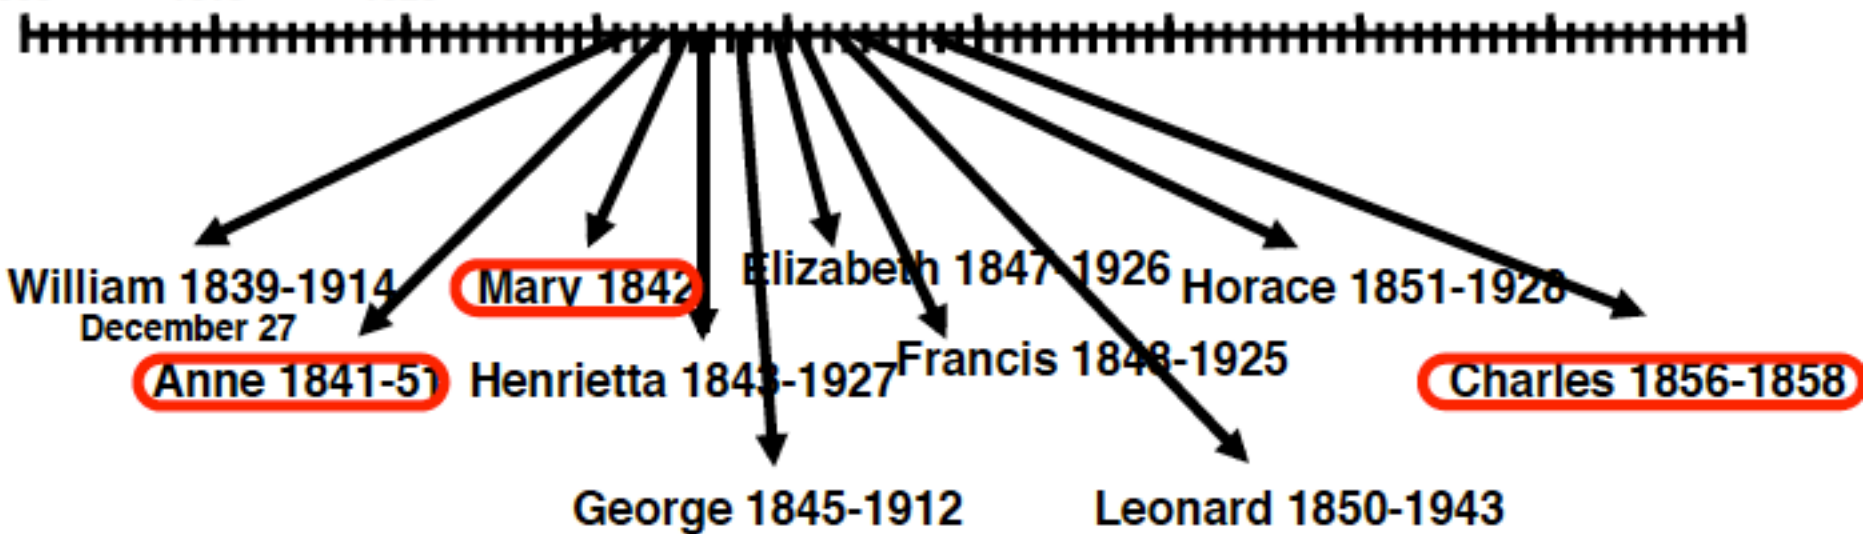 William 1839-1914
December 27
Anne 1841-51
Mary 1842
Henrietta 1843-1927
George 1845-1912
Elizabeth 1847-1926
Francis 1848-1925
Leonard 1850-1943
Horace 1851-1928
Charles 1856-1858